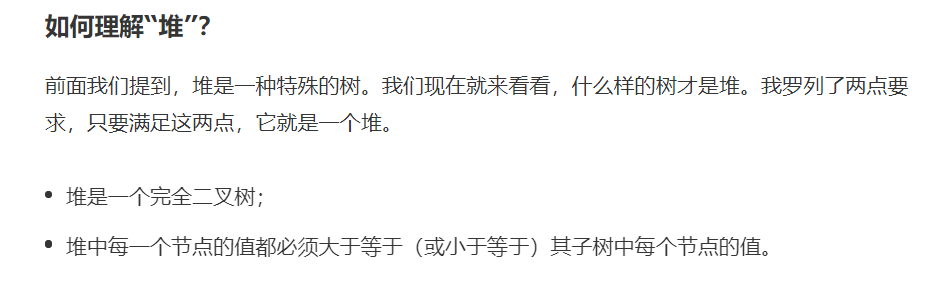 如何理解“堆”？
前面我们提到，堆是一种特殊的树。我们现在就来看看，什么样的树才是堆。我罗列了两点要
求，只要满足这两点，它就是一个堆。
• 堆是一个完全二叉树；
• 堆中每一个节点的值都必须大于等于（或小于等于）其子树中每个节点的值。